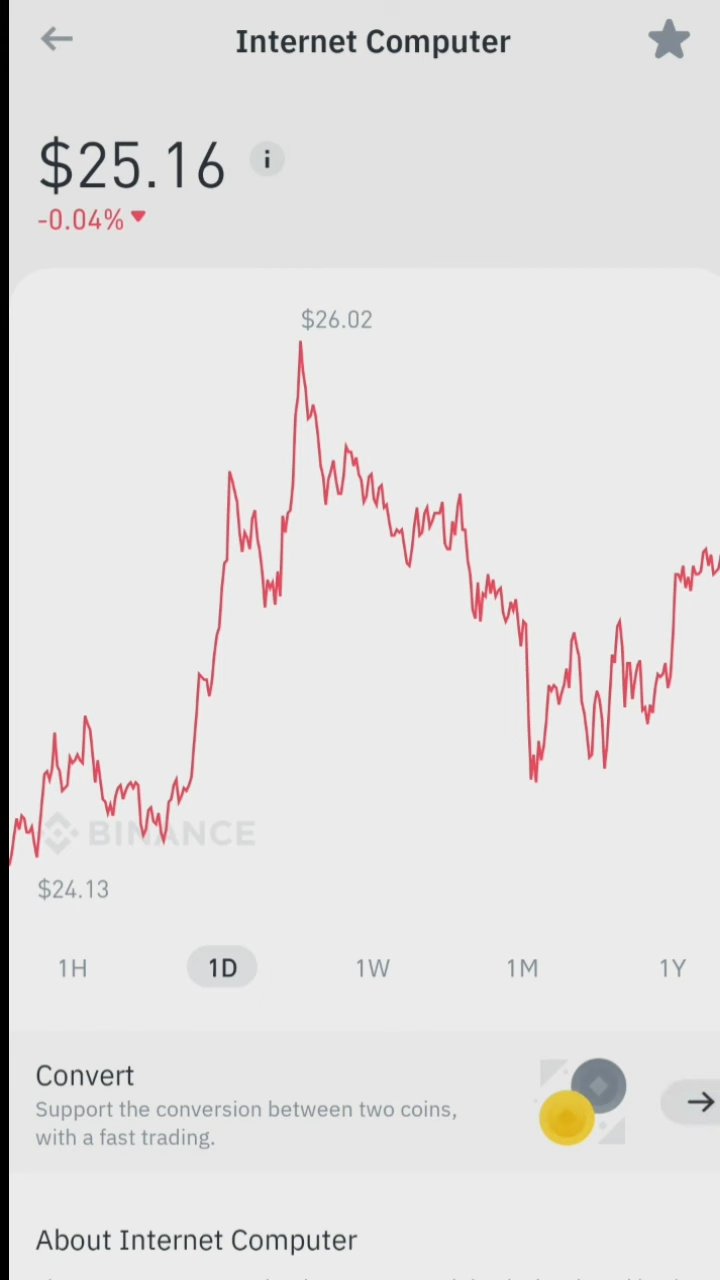 Internet Computer
$25.16
i
-0.04%
$26.02
BINANCE
$24.13
1H 1D 1W 1M 1Y
Convert
Support the conversion between two coins,
with a fast trading.
About Internet Computer